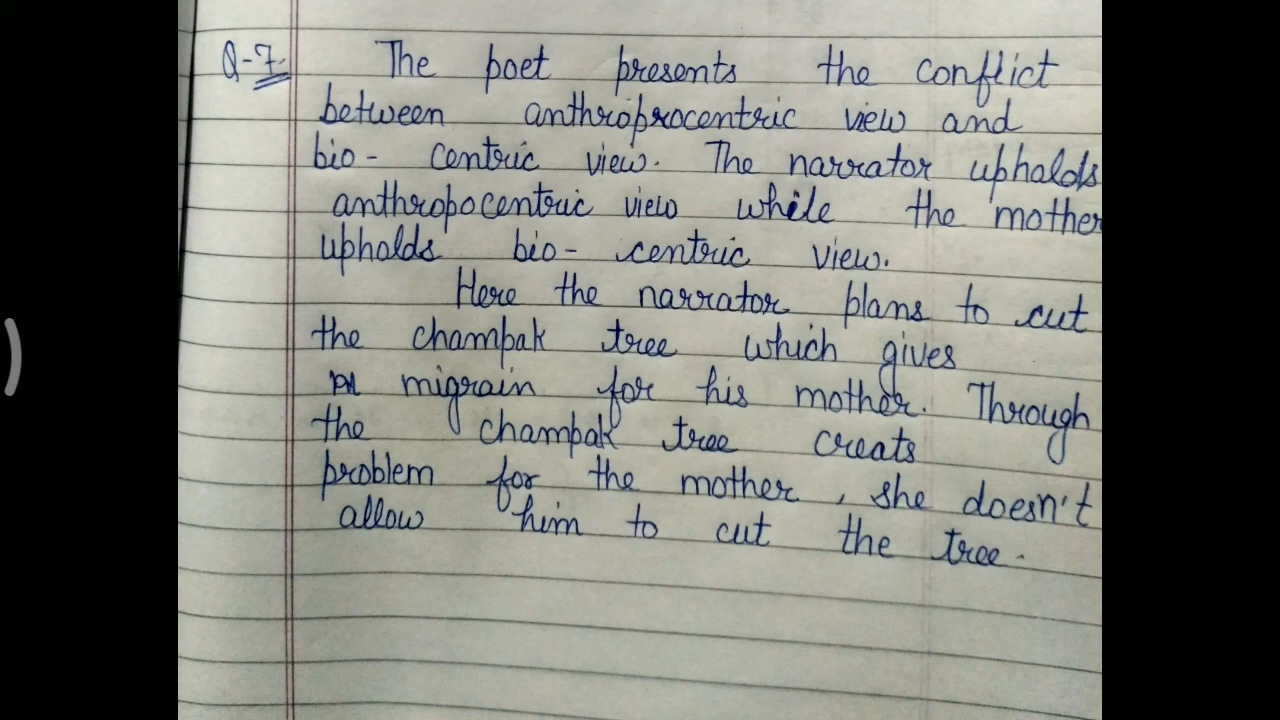 Q-7. The poet presents the conflict
between anthroprocentric view and
bio- centric view. The narrator upholds
anthropocentric view while the mother
upholds bio- centric view.
Here the narrator plans to cut
the champak tree which gives
migrain for his mother. Through
the champak tree creats
problem for the mother, she doesn't
allow him to cut the tree.